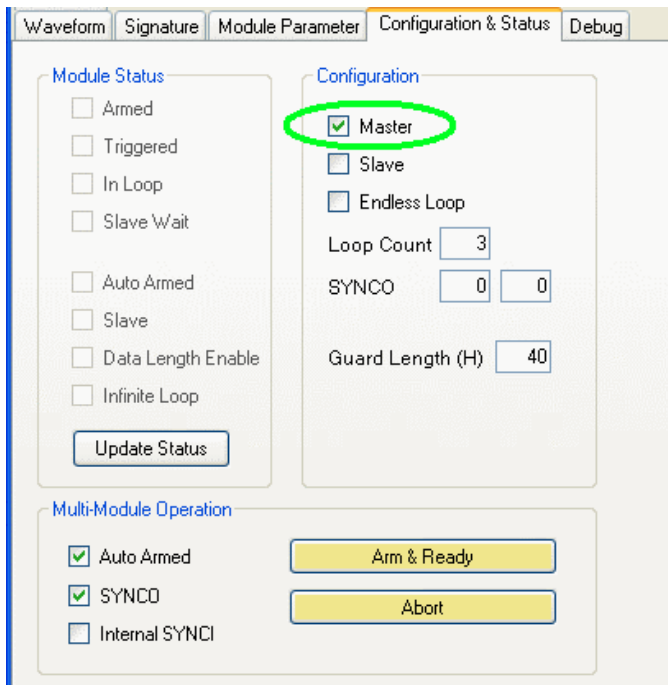 Waveform Signature Module Parameter Configuration & Status Debug
Module Status
Armed
Triggered
In Loop
Slave Wait
Auto Armed
Slave
Data Length Enable
Infinite Loop
Update Status
Configuration
Master
Slave
Endless Loop
Loop Count 3
SYNCO 0 0
Guard Length (H) 40
Multi-Module Operation
Auto Armed
SYNCO
Internal SYNCI
Arm & Ready
Abort